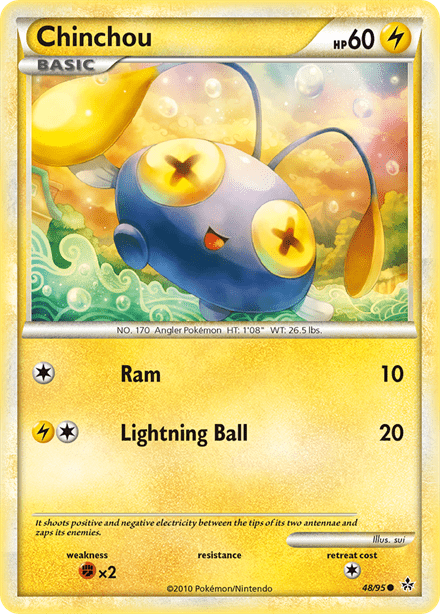 Chinchou HP 60
BASIC
NO. 170 Angler Pokémon HT: 1'08" WT: 26.5 lbs.
Ram 10
Lightning Ball 20
It shoots positive and negative electricity between the tips of its two antennae and
zaps its enemies.
Illus. sui
weakness resistance retreat cost
×2
©2010 Pokémon/Nintendo 48/95